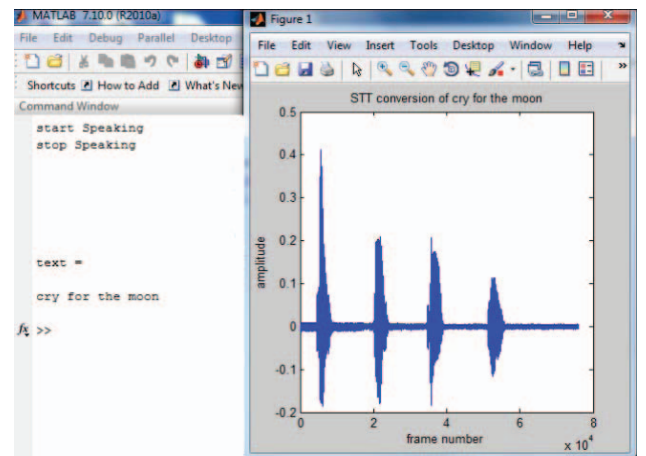 MATLAB 7.10.0 (R2010a)
File Edit Debug Parallel Desktop
Shortcuts How to Add What's New
Command Window
start Speaking
stop Speaking
text =
cry for the moon
fx >>
Figure 1
File Edit View Insert Tools Desktop Window Help
STT conversion of cry for the moon
0.5
0.4
0.3
0.2
0.1
0
-0.1
-0.2
amplitude
0 2 4 6 8
frame number
x 10^4